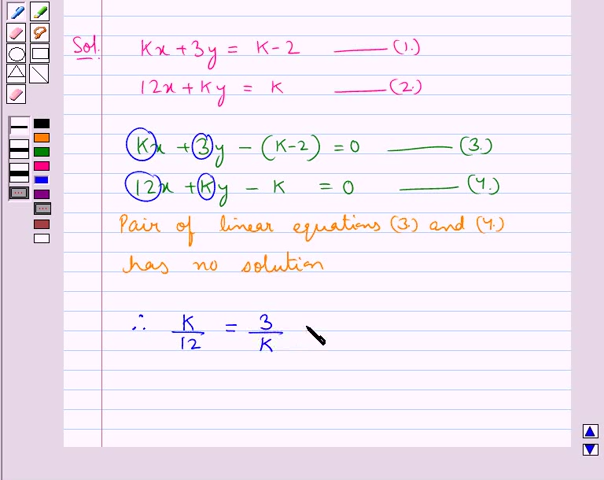 Sol. Kx + 3y = K-2 —— (1.)
12x + Ky = K —— (2.)
Kx + 3y - (K-2) = 0 —— (3.)
12x + Ky - K = 0 —— (4.)
Pair of linear equations (3.) and (4.)
has no solution
∴ K/12 = 3/K